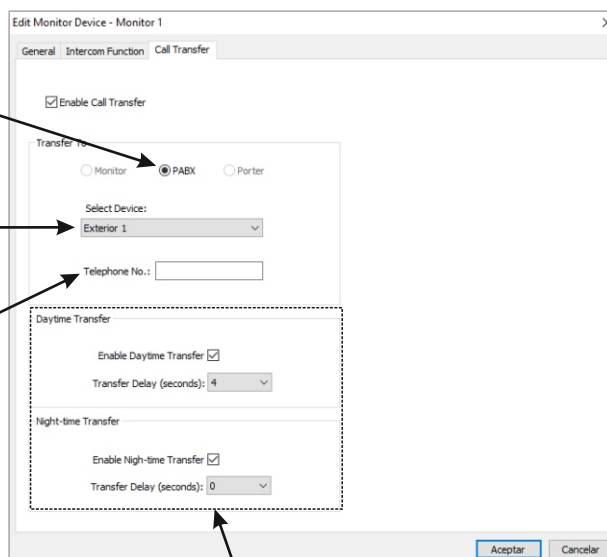 Edit Monitor Device - Monitor 1
General Intercom Function Call Transfer
Enable Call Transfer
Transfer To
Monitor PABX Porter
Select Device:
Exterior 1
Telephone No.:
Daytime Transfer
Enable Daytime Transfer
Transfer Delay (seconds): 4
Night-time Transfer
Enable Nigh-time Transfer
Transfer Delay (seconds): 0
Aceptar Cancelar